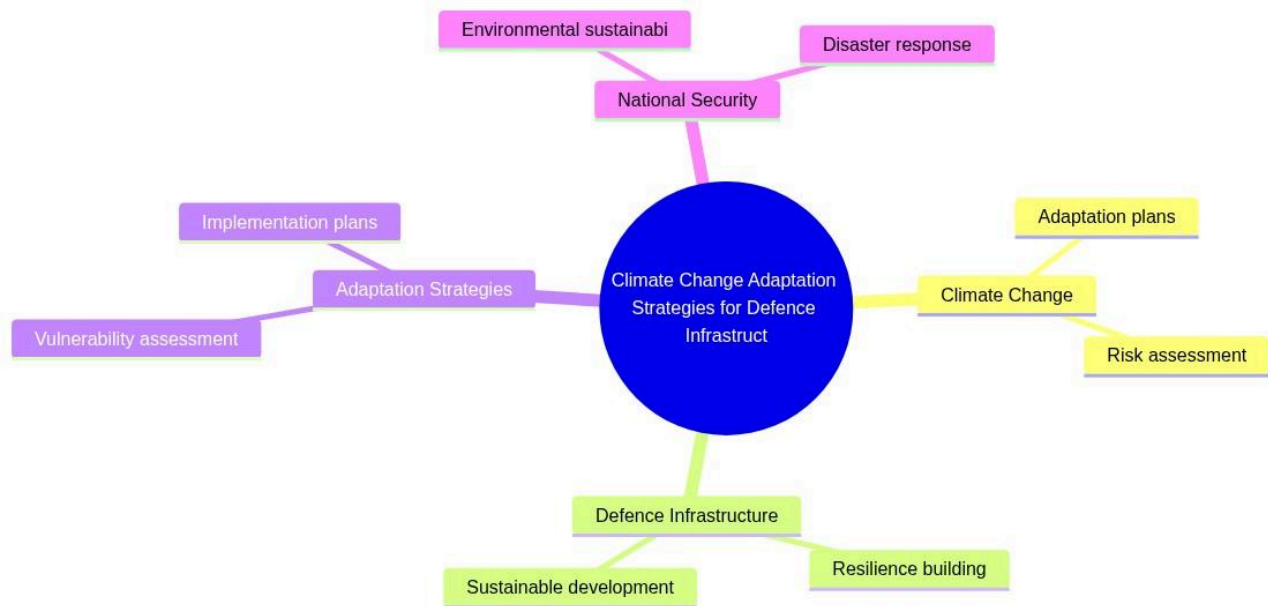 Environmental sustainabi
Disaster response
National Security
Implementation plans
Adaptation Strategies
Vulnerability assessment
Climate Change Adaptation
Strategies for Defence
Infrastruct
Adaptation plans
Climate Change
Risk assessment
Defence Infrastructure
Sustainable development
Resilience building